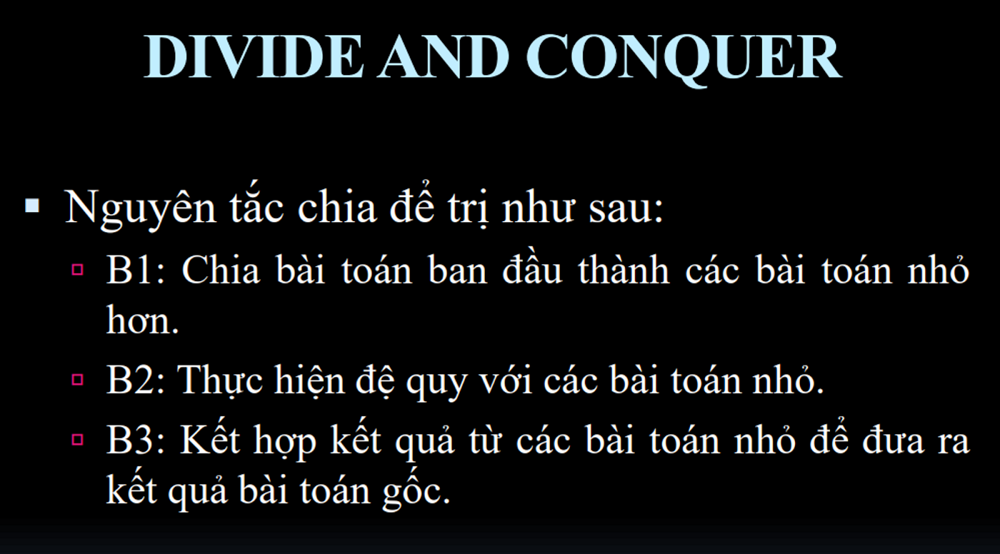 DIVIDE AND CONQUER
Nguyên tắc chia để trị như sau:
B1: Chia bài toán ban đầu thành các bài toán nhỏ
hơn.
B2: Thực hiện đệ quy với các bài toán nhỏ.
B3: Kết hợp kết quả từ các bài toán nhỏ để đưa ra
kết quả bài toán gốc.